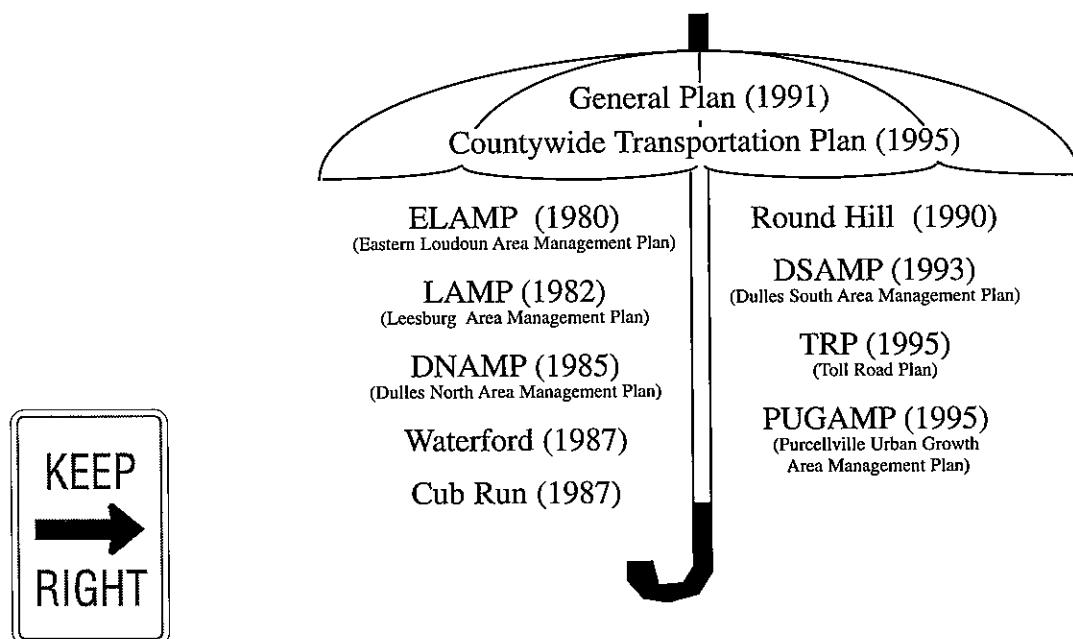 General Plan (1991)
Countywide Transportation Plan (1995)
ELAMP (1980)
(Eastern Loudoun Area Management Plan)
LAMP (1982)
(Leesburg Area Management Plan)
DNAMP (1985)
(Dulles North Area Management Plan)
Waterford (1987)
Cub Run (1987)
Round Hill (1990)
DSAMP (1993)
(Dulles South Area Management Plan)
TRP (1995)
(Toll Road Plan)
PUGAMP (1995)
(Purcellville Urban Growth
Area Management Plan)
KEEP
RIGHT